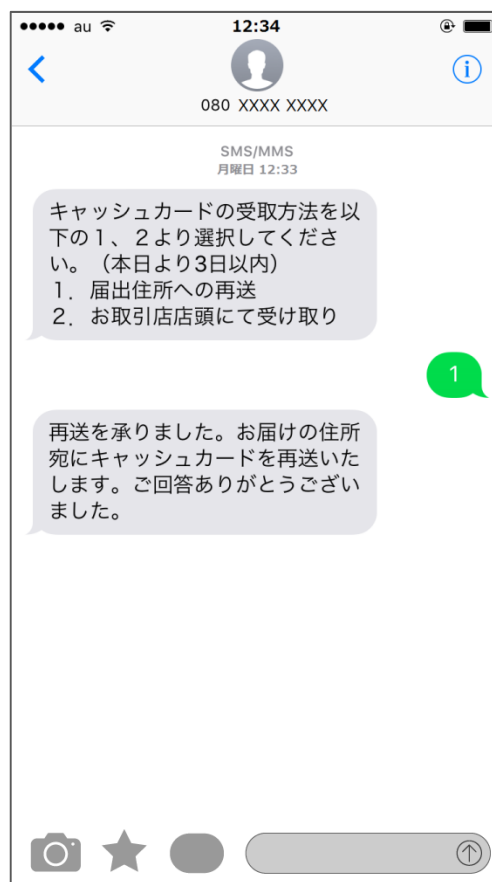 au 12:34
080 XXXX XXXX
SMS/MMS
月曜日 12:33
キャッシュカードの受取方法を以
下の１、２より選択してくださ
い。（本日より3日以内）
１．届出住所への再送
２．お取引店店頭にて受け取り
1
再送を承りました。お届けの住所
宛にキャッシュカードを再送いた
します。ご回答ありがとうござい
ました。